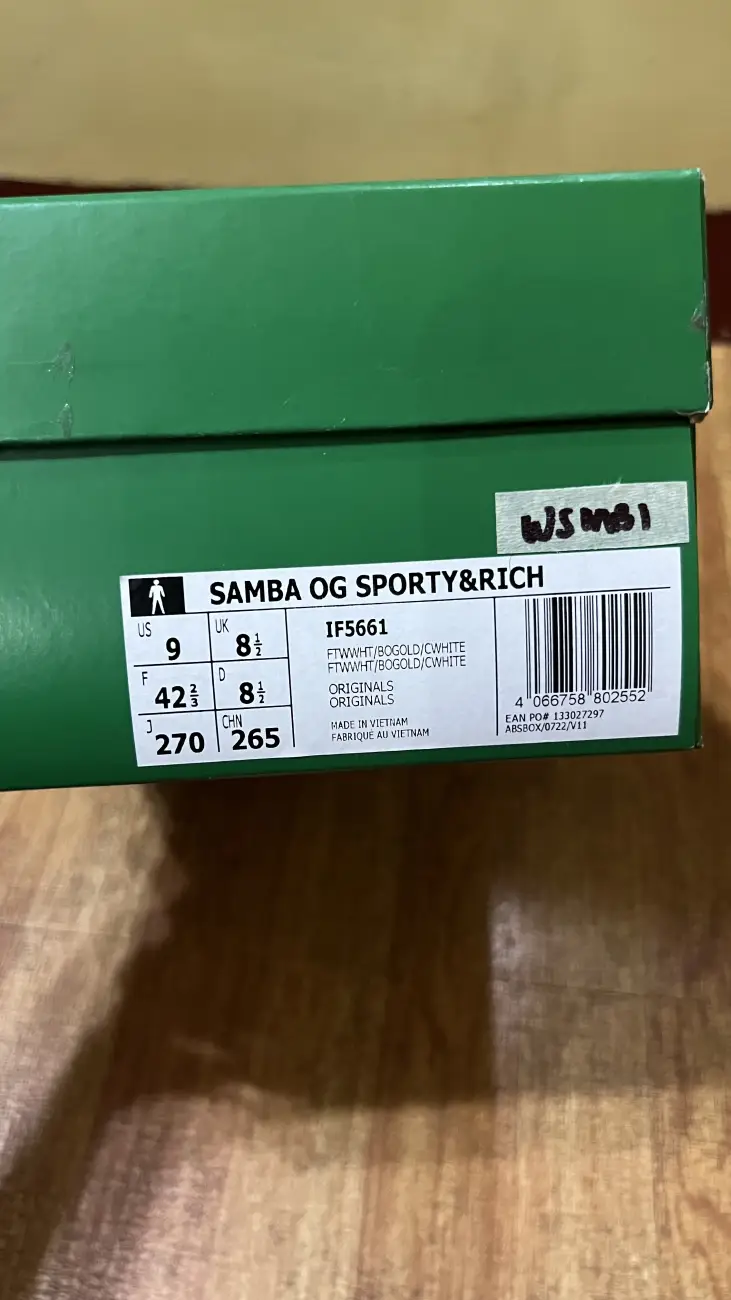 WSMB1
SAMBA OG SPORTY&RICH
US 9
UK 8½
F 42⅔
D 8½
J 270
CHN 265
IF5661
FTWWHT/BOGOLD/CWHITE
FTWWHT/BOGOLD/CWHITE
ORIGINALS
ORIGINALS
MADE IN VIETNAM
FABRIQUÉ AU VIETNAM
4 066758 802552
EAN PO# 133027297
ABSBOX/0722/V11